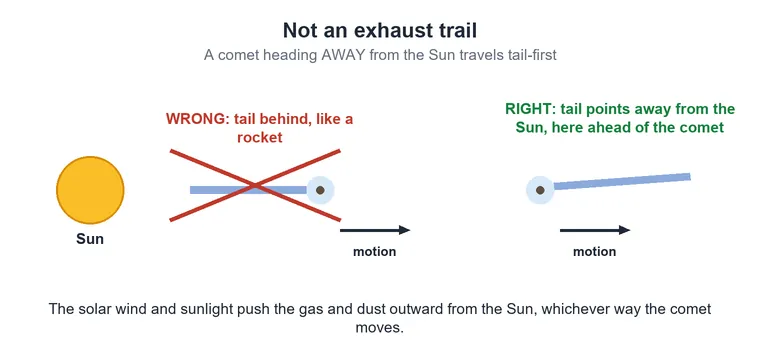 Not an exhaust trail
A comet heading AWAY from the Sun travels tail-first
WRONG: tail behind, like a
rocket
RIGHT: tail points away from the
Sun, here ahead of the comet
Sun
motion
motion
The solar wind and sunlight push the gas and dust outward from the Sun, whichever way the comet
moves.